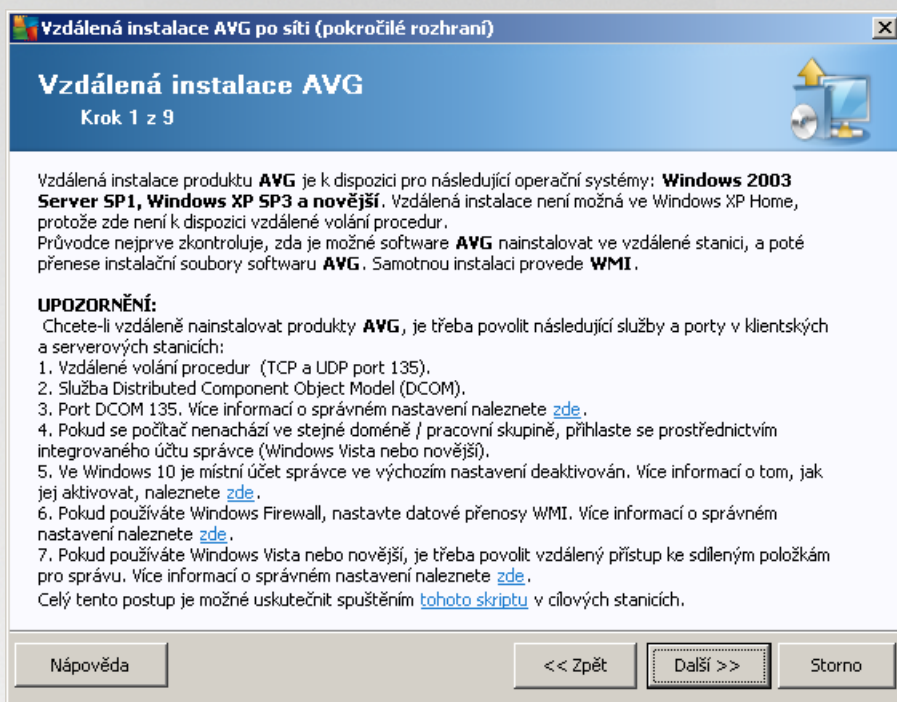 Vzdálená instalace AVG po síti (pokročilé rozhraní)
Vzdálená instalace AVG
Krok 1 z 9
Vzdálená instalace produktu AVG je k dispozici pro následující operační systémy: Windows 2003
Server SP1, Windows XP SP3 a novější. Vzdálená instalace není možná ve Windows XP Home,
protože zde není k dispozici vzdálené volání procedur.
Průvodce nejprve zkontroluje, zda je možné software AVG nainstalovat ve vzdálené stanici, a poté
přenese instalační soubory softwaru AVG. Samotnou instalaci provede WMI.
UPOZORNĚNÍ:
Chcete-li vzdáleně nainstalovat produkty AVG, je třeba povolit následující služby a porty v klientských
a serverových stanicích:
1. Vzdálené volání procedur (TCP a UDP port 135).
2. Služba Distributed Component Object Model (DCOM).
3. Port DCOM 135. Více informací o správném nastavení naleznete zde.
4. Pokud se počítač nenachází ve stejné doméně / pracovní skupině, přihlaste se prostřednictvím
integrovaného účtu správce (Windows Vista nebo novější).
5. Ve Windows 10 je místní účet správce ve výchozím nastavení deaktivován. Více informací o tom, jak
jej aktivovat, naleznete zde.
6. Pokud používáte Windows Firewall, nastavte datové přenosy WMI. Více informací o správném
nastavení naleznete zde.
7. Pokud používáte Windows Vista nebo novější, je třeba povolit vzdálený přístup ke sdíleným položkám
pro správu. Více informací o správném nastavení naleznete zde.
Celý tento postup je možné uskutečnit spuštěním tohoto skriptu v cílových stanicích.
Nápověda
<< Zpět
Další >>
Storno